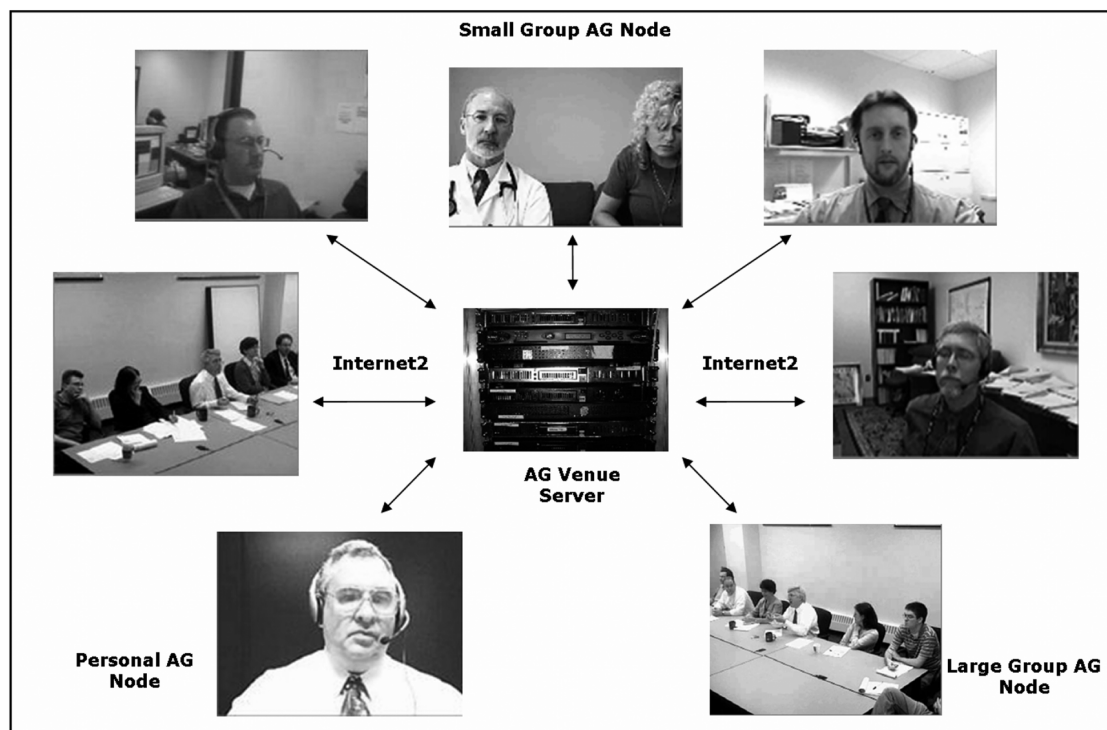 Small Group AG Node
Internet2
Internet2
AG Venue
Server
Personal AG
Node
Large Group AG
Node